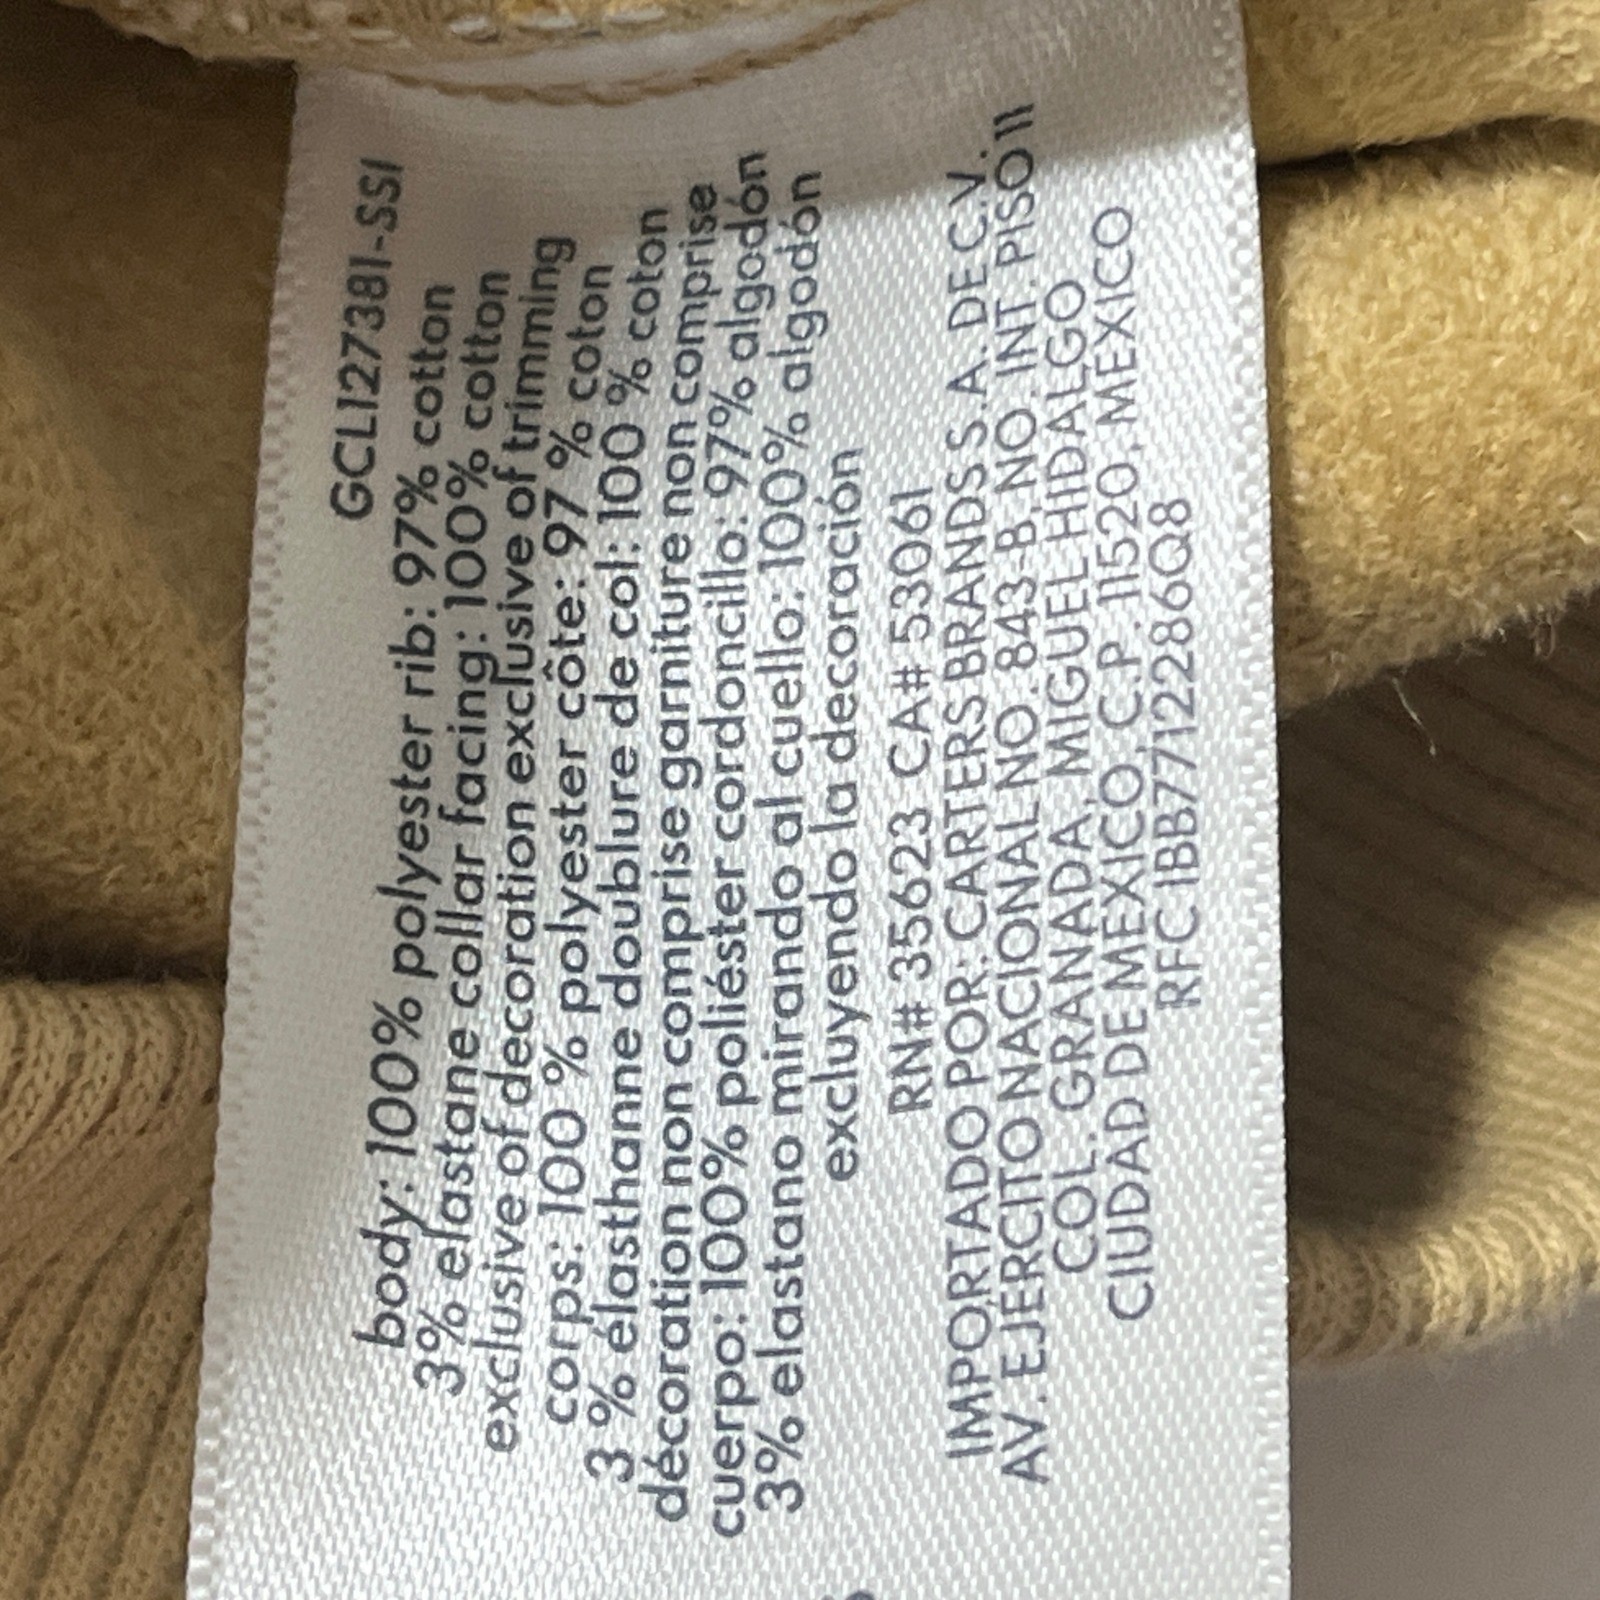 GCL12738I-SSI
body: 100% polyester rib: 97% cotton
3% elastane collar facing: 100% cotton
exclusive of decoration exclusive of trimming
corps: 100 % polyester côte: 97 % coton
3 % élasthanne doublure de col: 100 % coton
décoration non comprise garniture non comprise
cuerpo: 100% poliéster cordoncillo: 97% algodón
3% elastano mirando al cuello: 100% algodón
excluyendo la decoración
RN# 35623 CA# 53061
IMPORTADO POR: CARTERS BRANDS S.A. DE C.V.
AV. EJERCITO NACIONAL NO. 843-B, NO. INT. PISO 11
COL. GRANADA, MIGUEL HIDALGO
CIUDAD DE MEXICO, C.P. 11520, MEXICO
RFC IBB7712286Q8